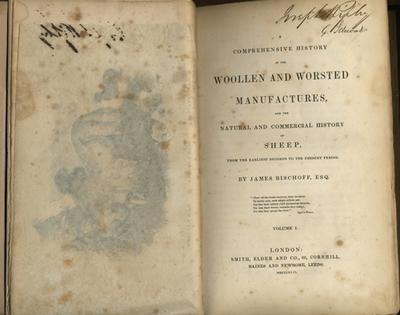 A
COMPREHENSIVE HISTORY
OF THE
WOOLLEN AND WORSTED
MANUFACTURES,
AND THE
NATURAL AND COMMERCIAL HISTORY
OF
SHEEP,
FROM THE EARLIEST RECORDS TO THE PRESENT PERIOD.
BY JAMES BISCHOFF, ESQ.
VOLUME I.
LONDON:
SMITH, ELDER AND CO., 65, CORNHILL.
BAINES AND NEWSOME, LEEDS.